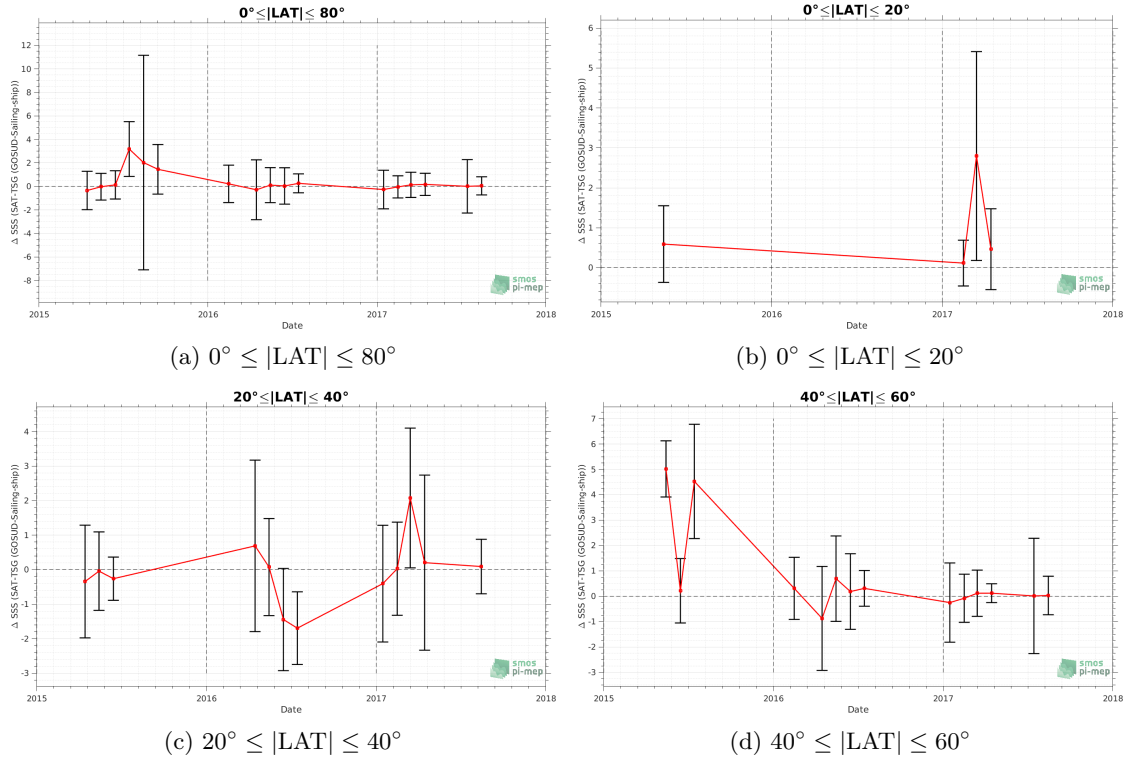 0°≤|LAT|≤ 80°
12
10
8
6
4
2
0
-2
-4
-6
-8
Δ SSS (SAT-TSG (GOSUD-Sailing-ship))
smos
pi-mep
2015
2016
2017
2018
Date
(a) 0° ≤ |LAT| ≤ 80°
0°≤|LAT|≤ 20°
6
5
4
3
2
1
0
Δ SSS (SAT-TSG (GOSUD-Sailing-ship))
smos
pi-mep
2015
2016
2017
2018
Date
(b) 0° ≤ |LAT| ≤ 20°
20°≤|LAT|≤ 40°
4
3
2
1
0
-1
-2
-3
Δ SSS (SAT-TSG (GOSUD-Sailing-ship))
smos
pi-mep
2015
2016
2017
2018
Date
(c) 20° ≤ |LAT| ≤ 40°
40°≤|LAT|≤ 60°
7
6
5
4
3
2
1
0
-1
-2
-3
Δ SSS (SAT-TSG (GOSUD-Sailing-ship))
smos
pi-mep
2015
2016
2017
2018
Date
(d) 40° ≤ |LAT| ≤ 60°